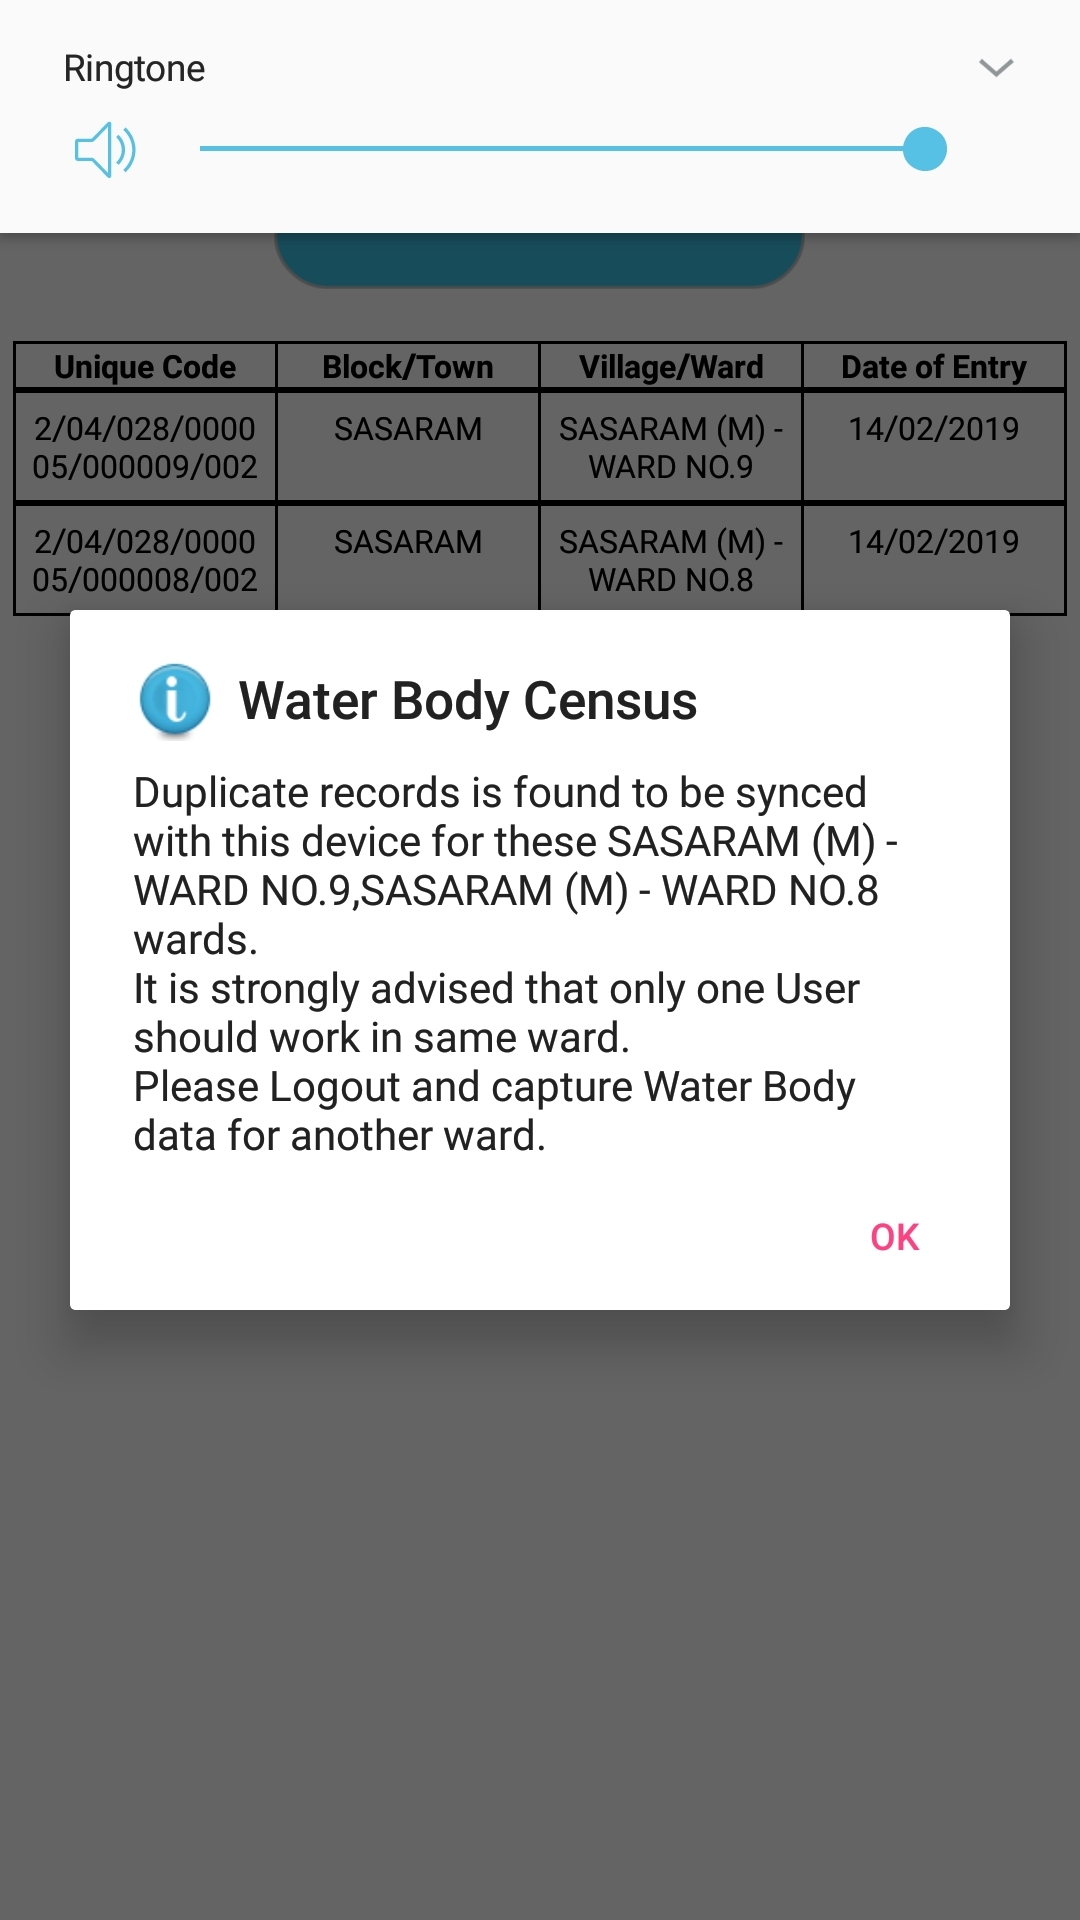 Ringtone
Unique Code Block/Town Village/Ward Date of Entry
2/04/028/0000 SASARAM SASARAM (M) - 14/02/2019
05/000009/002 WARD NO.9
2/04/028/0000 SASARAM SASARAM (M) - 14/02/2019
05/000008/002 WARD NO.8
Water Body Census
Duplicate records is found to be synced
with this device for these SASARAM (M) -
WARD NO.9,SASARAM (M) - WARD NO.8
wards.
It is strongly advised that only one User
should work in same ward.
Please Logout and capture Water Body
data for another ward.
OK